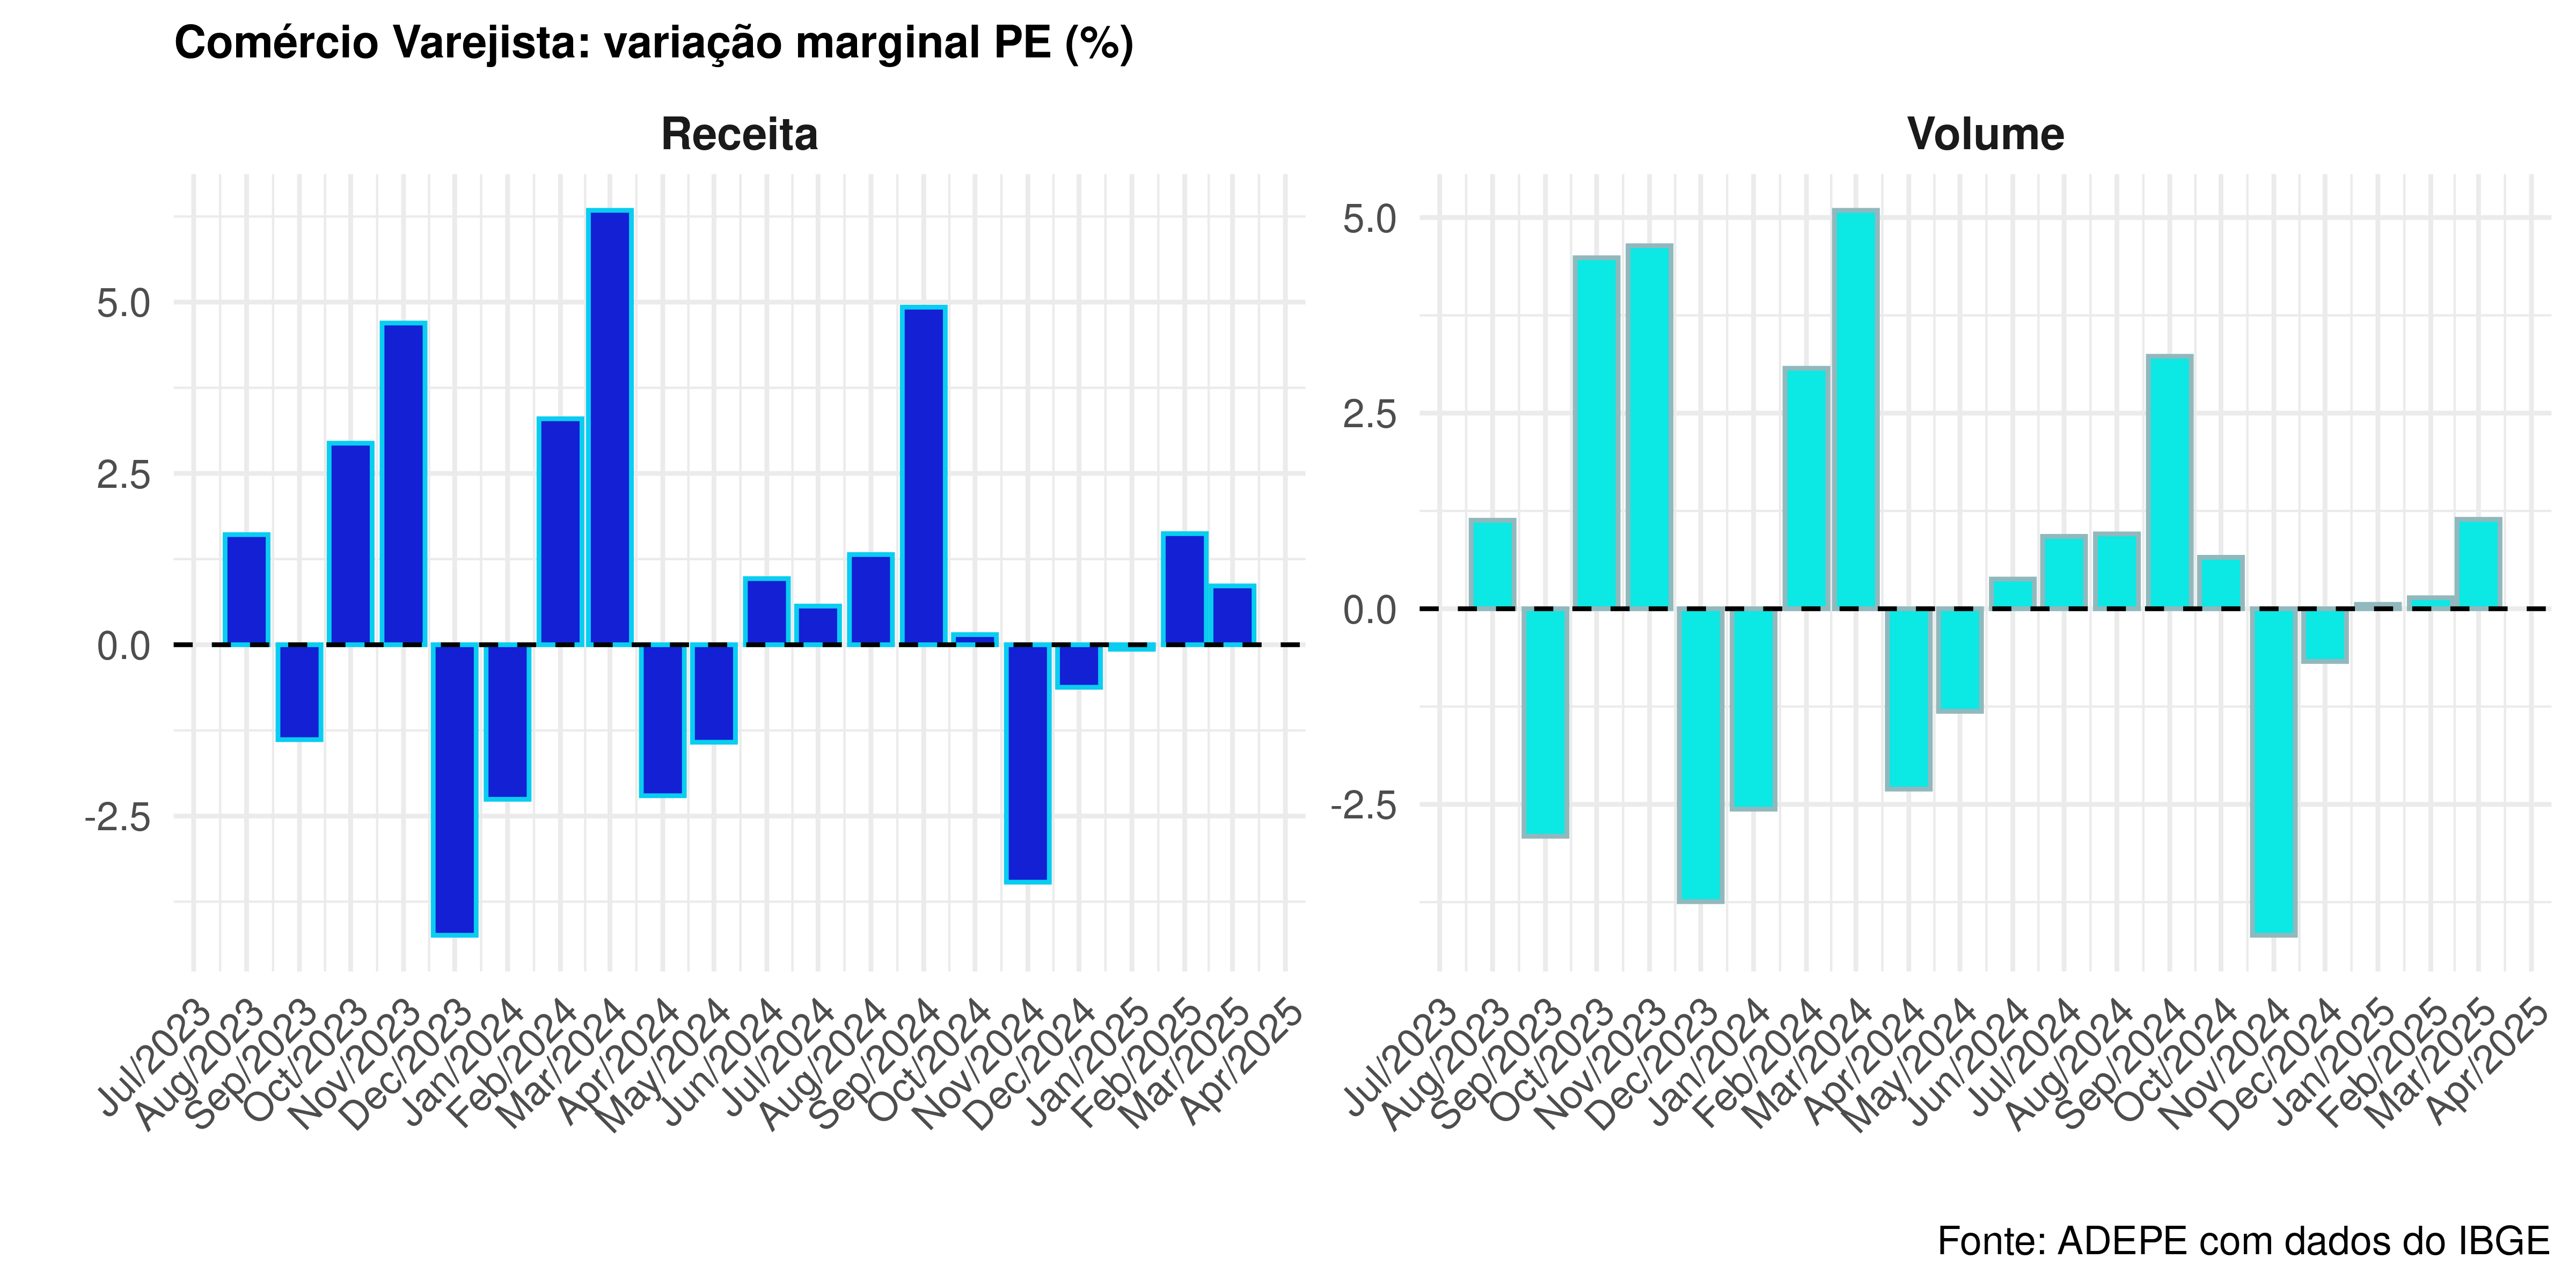 Comércio Varejista: variação marginal PE (%)
Receita
5.0
2.5
0.0
-2.5
Jul/2023
Aug/2023
Sep/2023
Oct/2023
Nov/2023
Dec/2023
Jan/2024
Feb/2024
Mar/2024
Apr/2024
May/2024
Jun/2024
Jul/2024
Aug/2024
Sep/2024
Oct/2024
Nov/2024
Dec/2024
Jan/2025
Feb/2025
Mar/2025
Apr/2025
Volume
5.0
2.5
0.0
-2.5
Jul/2023
Aug/2023
Sep/2023
Oct/2023
Nov/2023
Dec/2023
Jan/2024
Feb/2024
Mar/2024
Apr/2024
May/2024
Jun/2024
Jul/2024
Aug/2024
Sep/2024
Oct/2024
Nov/2024
Dec/2024
Jan/2025
Feb/2025
Mar/2025
Apr/2025
Fonte: ADEPE com dados do IBGE